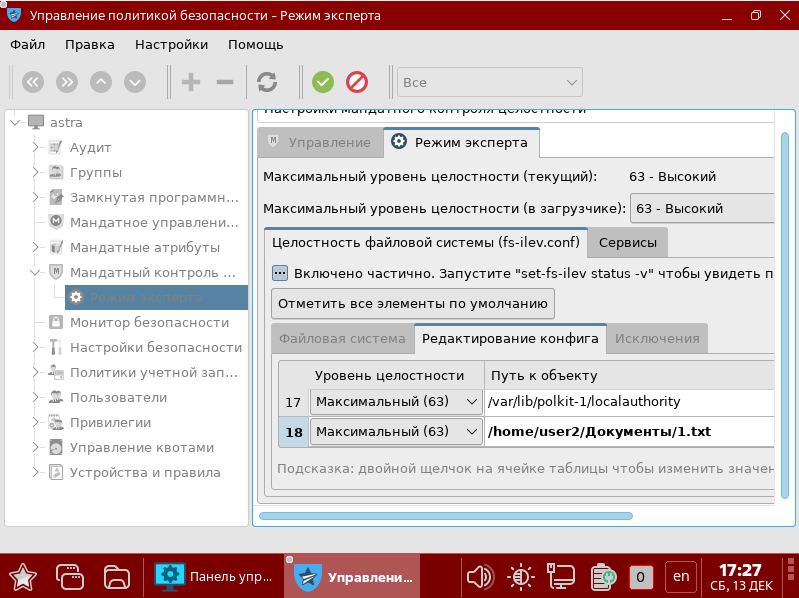 Управление политикой безопасности – Режим эксперта
Файл Правка Настройки Помощь
Все
astra
Аудит
Группы
Замкнутая программн...
Мандатное управлени...
Мандатные атрибуты
Мандатный контроль ...
Режим эксперта
Монитор безопасности
Настройки безопасности
Политики учетной зап...
Пользователи
Привилегии
Управление квотами
Устройства и правила
Настройки мандатного контроля целостности
Управление Режим эксперта
Максимальный уровень целостности (текущий): 63 - Высокий
Максимальный уровень целостности (в загрузчике): 63 - Высокий
Целостность файловой системы (fs-ilev.conf) Сервисы
Включено частично. Запустите "set-fs-ilev status -v" чтобы увидеть п
Отметить все элементы по умолчанию
Файловая система Редактирование конфига Исключения
Уровень целостности Путь к объекту
17 Максимальный (63) /var/lib/polkit-1/localauthority
18 Максимальный (63) /home/user2/Документы/1.txt
Подсказка: двойной щелчок на ячейке таблицы чтобы изменить значен
Панель упр... Управлени... 0 en 17:27
СБ, 13 ДЕК